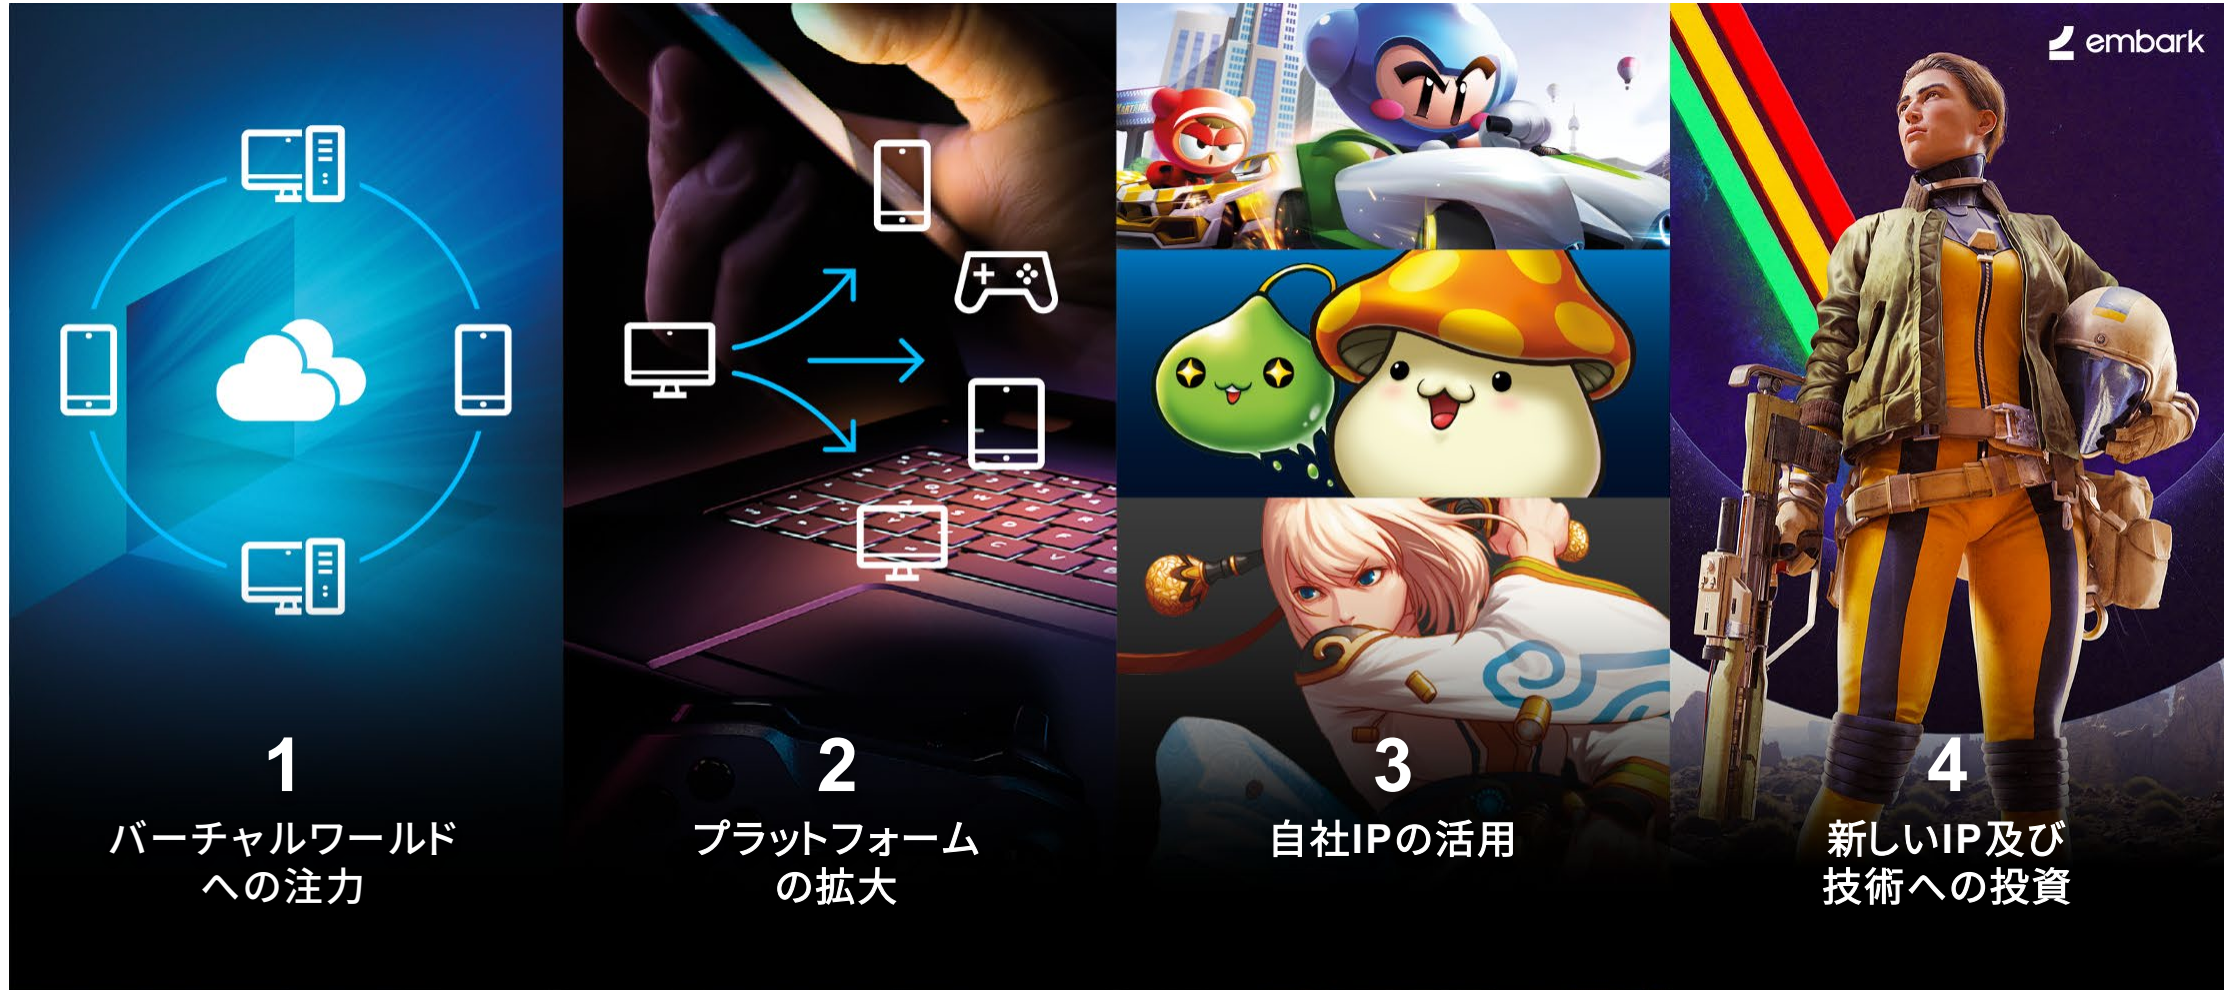 embark
1
バーチャルワールド
への注力
2
プラットフォーム
の拡大
3
自社IPの活用
4
新しいIP及び
技術への投資